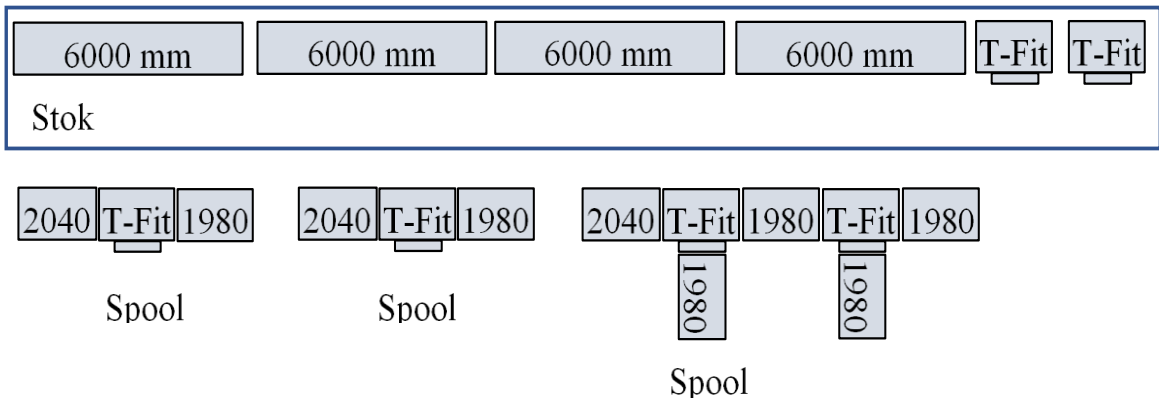 6000 mm 6000 mm 6000 mm 6000 mm T-Fit T-Fit
Stok
2040 T-Fit 1980 2040 T-Fit 1980 2040 T-Fit 1980 T-Fit 1980
1980 1980
Spool Spool
Spool